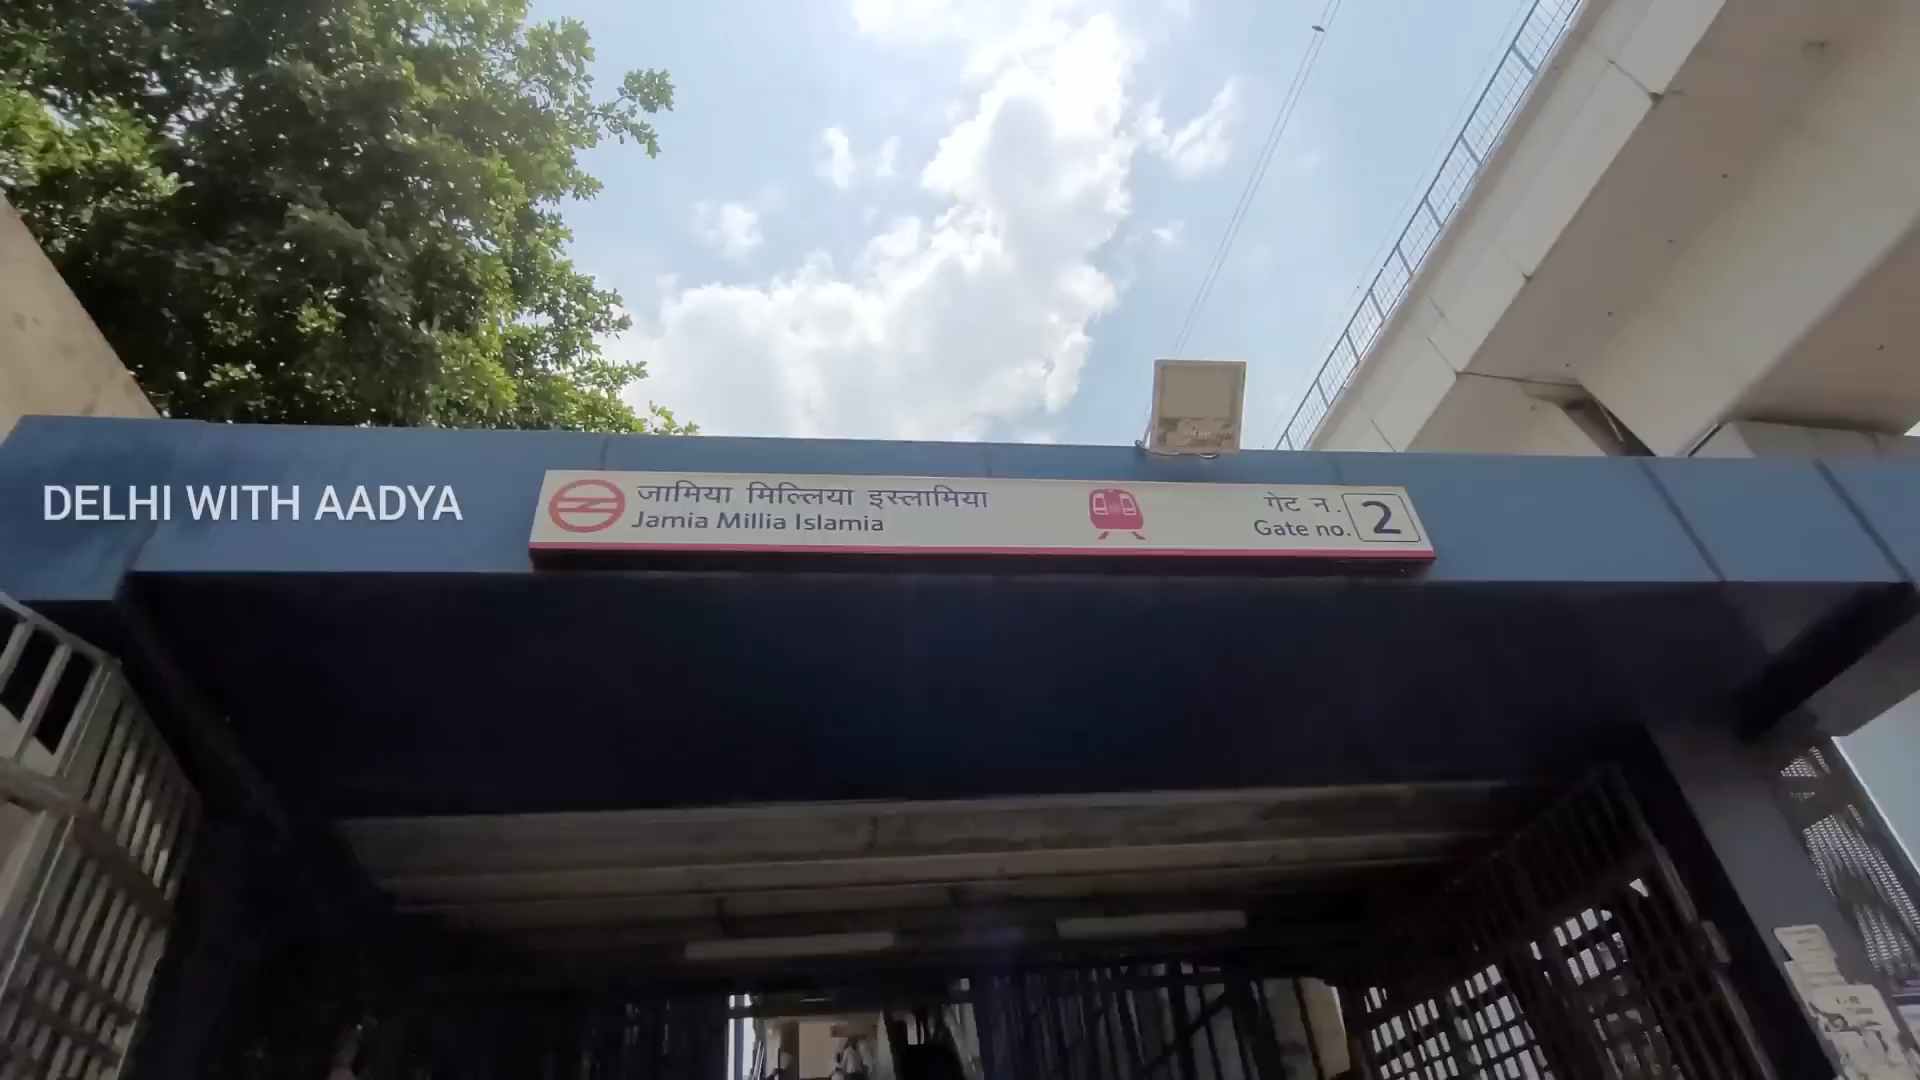 DELHI WITH AADYA
जामिया मिल्लिया इस्लामिया
Jamia Millia Islamia
गेट न. 2
Gate no.